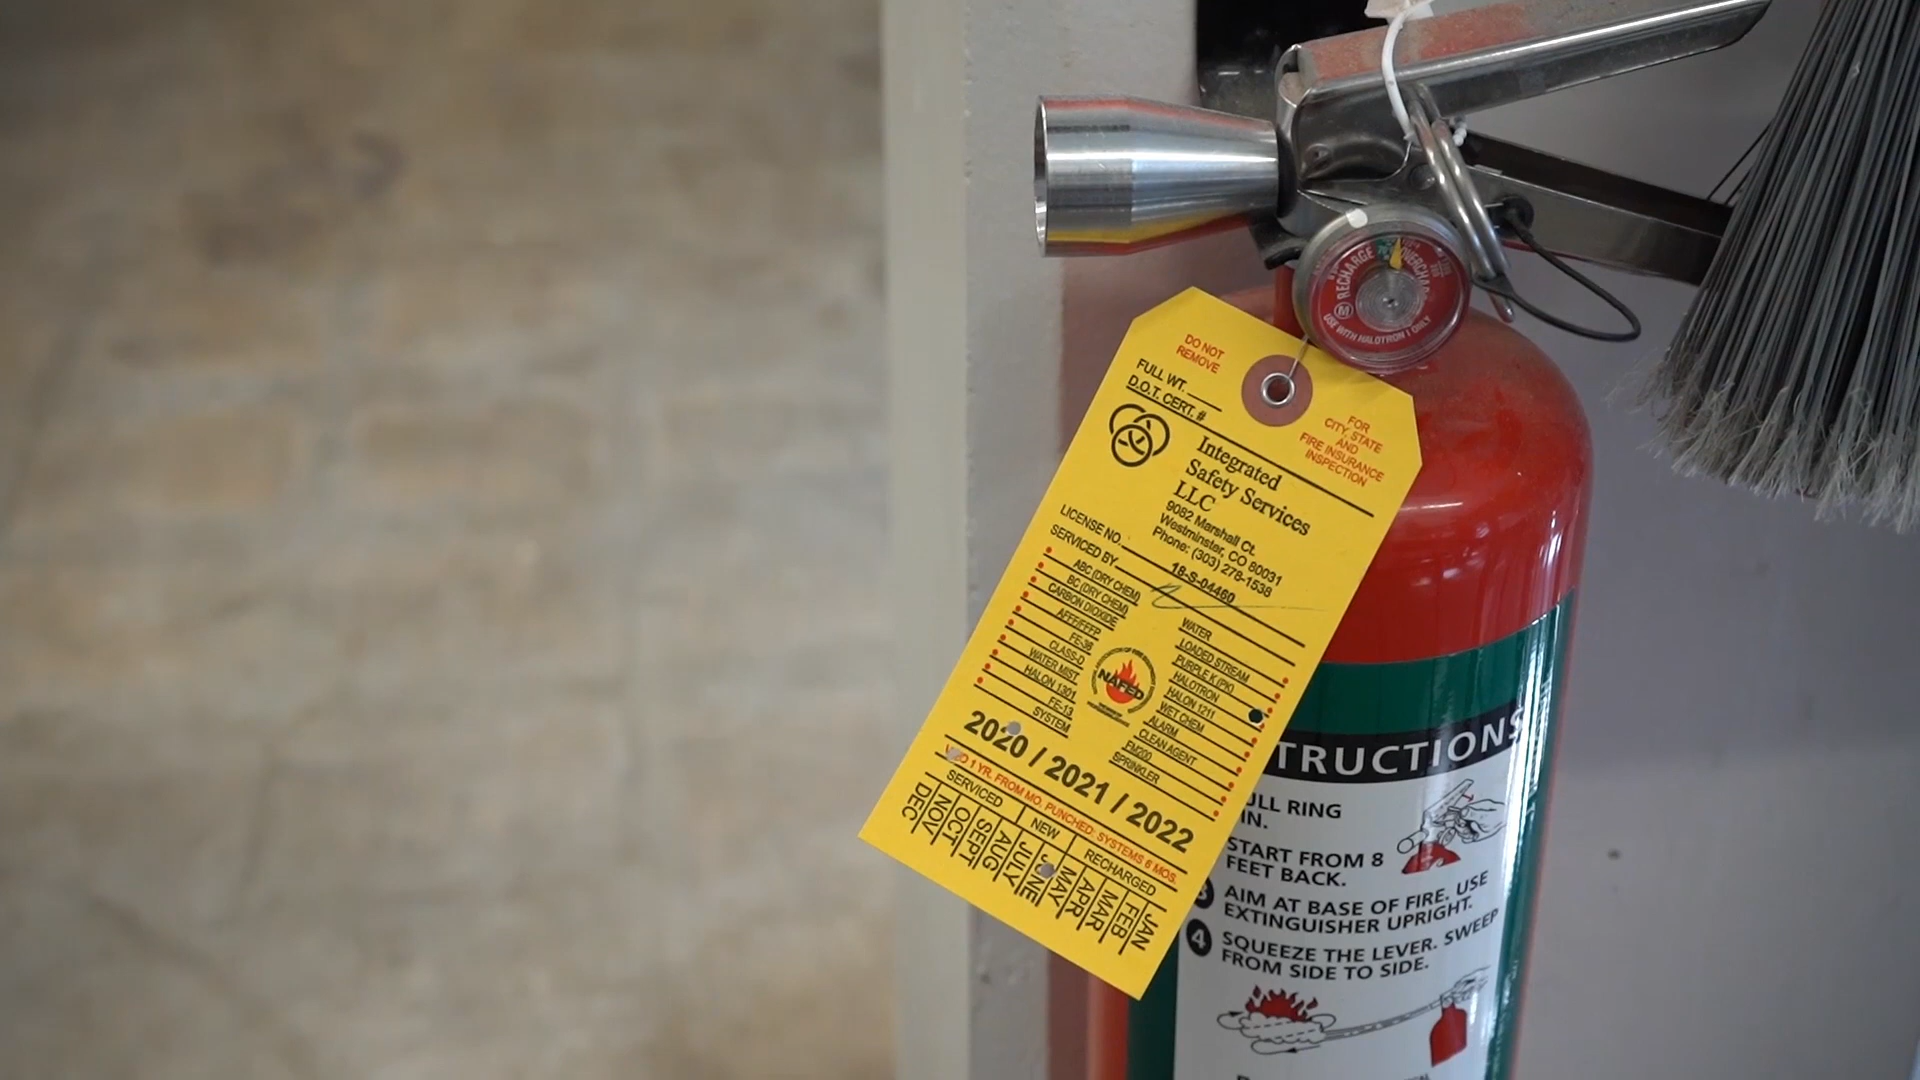 DO NOT
REMOVE
FULL WT.
D.O.T. CERT. #
FOR
CITY, STATE
AND
FIRE INSURANCE
INSPECTION
Integrated
Safety Services
LLC
9082 Marshall Ct.
Westminster, CO 80031
Phone: (303) 278-1538
LICENSE NO. 18-S-04460
SERVICED BY
ABC (DRY CHEM)
BC (DRY CHEM)
CARBON DIOXIDE
AFFF/FFFP
FE-36
CLASS-D
WATER MIST
HALON 1301
FE-13
SYSTEM
NAFED
WATER
LOADED STREAM
PURPLE K (PK)
HALOTRON
HALON 1211
WET CHEM
ALARM
CLEAN AGENT
FM200
SPRINKLER
2020 / 2021 / 2022
1 YR. FROM MO. PUNCHED: SYSTEMS 6 MOS.
SERVICED NEW RECHARGED
DEC NOV OCT SEPT AUG JULY JUNE MAY APR MAR FEB JAN
RECHARGE
USE WITH HALOTRON I ONLY
TRUCTIONS
ULL RING
IN.
START FROM 8
FEET BACK.
3 AIM AT BASE OF FIRE. USE
EXTINGUISHER UPRIGHT.
4 SQUEEZE THE LEVER. SWEEP
FROM SIDE TO SIDE.